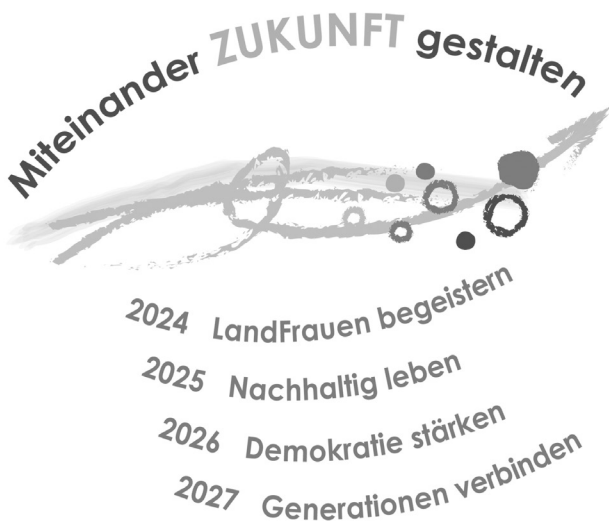 Miteinander ZUKUNFT gestalten
2024 LandFrauen begeistern
2025 Nachhaltig leben
2026 Demokratie stärken
2027 Generationen verbinden